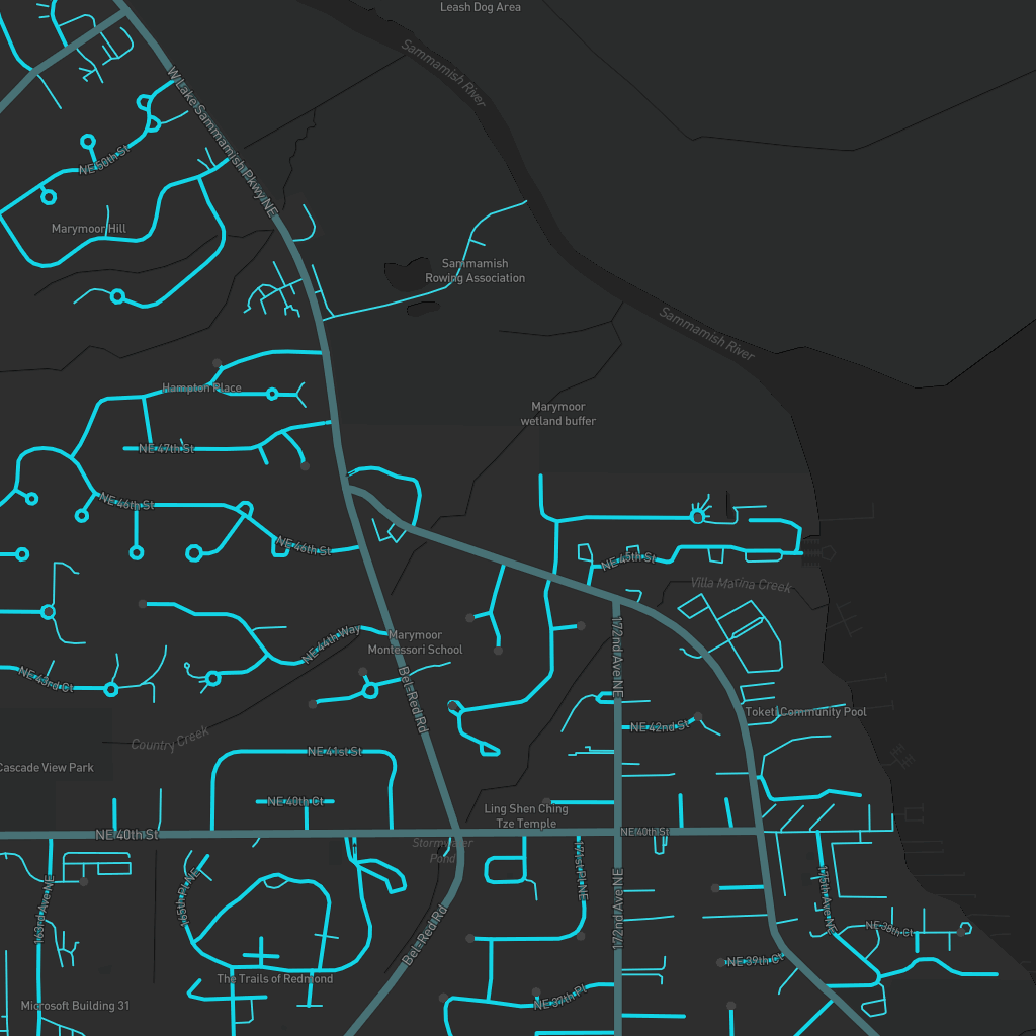 Leash Dog Area
Sammamish River
W Lake Sammamish Pkwy NE
NE 50th St
Marymoor Hill
Sammamish
Rowing Association
Sammamish River
Hampton Place
Marymoor
wetland buffer
NE 47th St
NE 46th St
NE 46th St
NE 45th St
Villa Marina Creek
NE 44th Way
Marymoor
Montessori School
172nd Ave NE
NE 43rd Ct
Bel-Red Rd
Toketi Community Pool
NE 42nd St
Country Creek
NE 41st St
Cascade View Park
NE 40th Ct
Ling Shen Ching
Tze Temple
NE 40th St
NE 40th St
Stormwater
Pond
165th Pl NE
171st Pl NE
163rd Ave NE
172nd Ave NE
175th Ave NE
NE 38th Ct
Bel-Red Rd
NE 37th Ct
The Trails of Redmond
NE 37th Pl
Microsoft Building 31